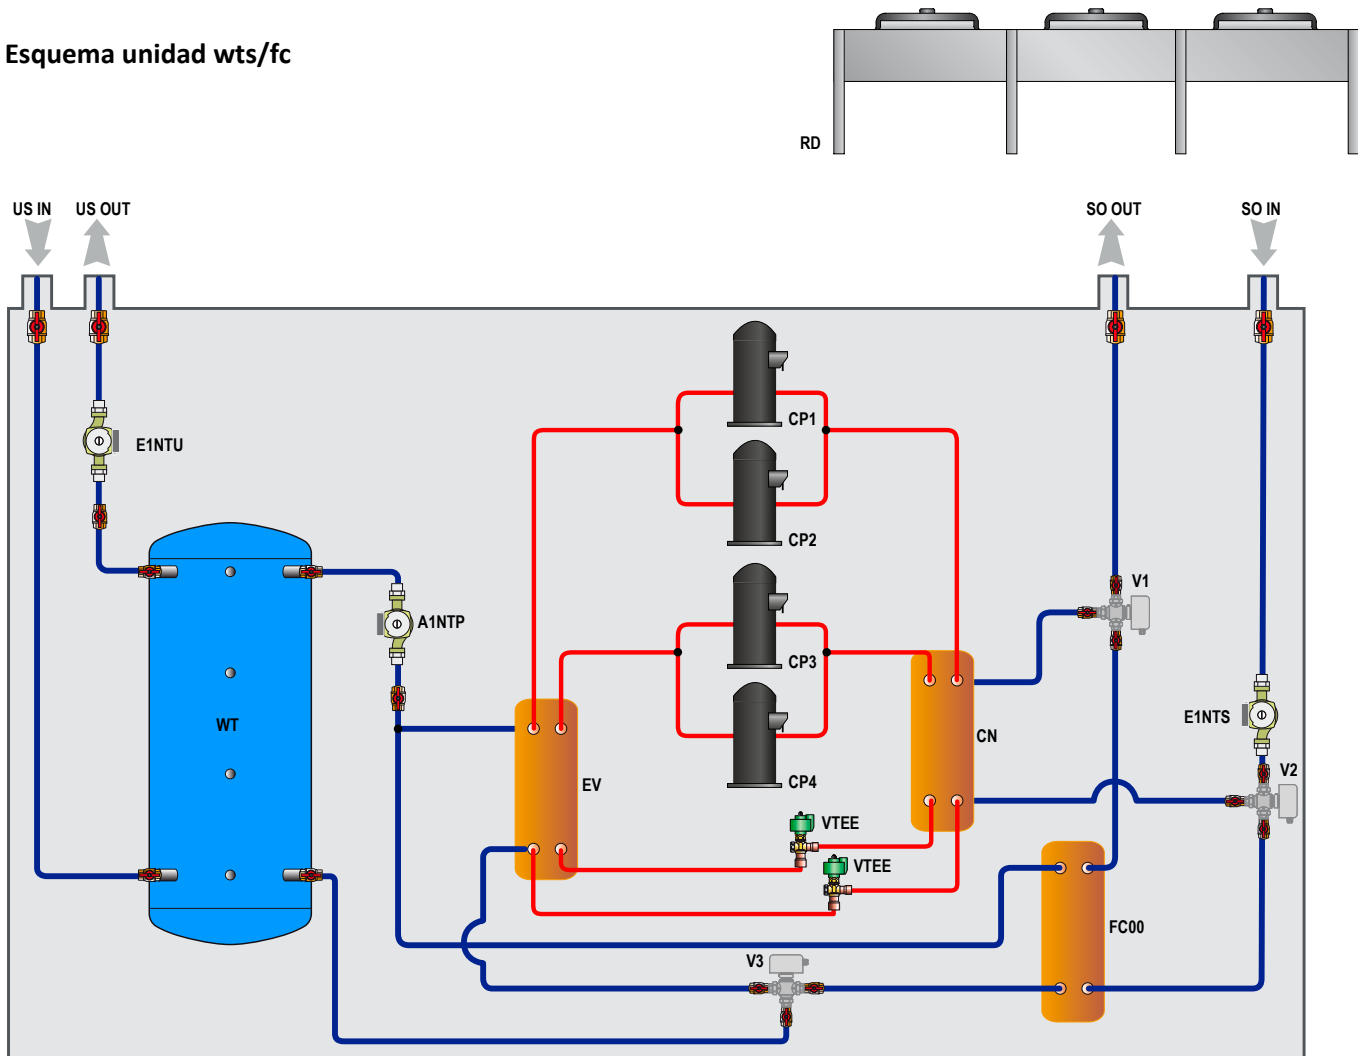 Esquema unidad wts/fc
RD
US IN
US OUT
SO OUT
SO IN
E1NTU
CP1
CP2
V1
A1NTP
CP3
WT
E1NTS
CN
V2
EV
CP4
VTEE
VTEE
FC00
V3